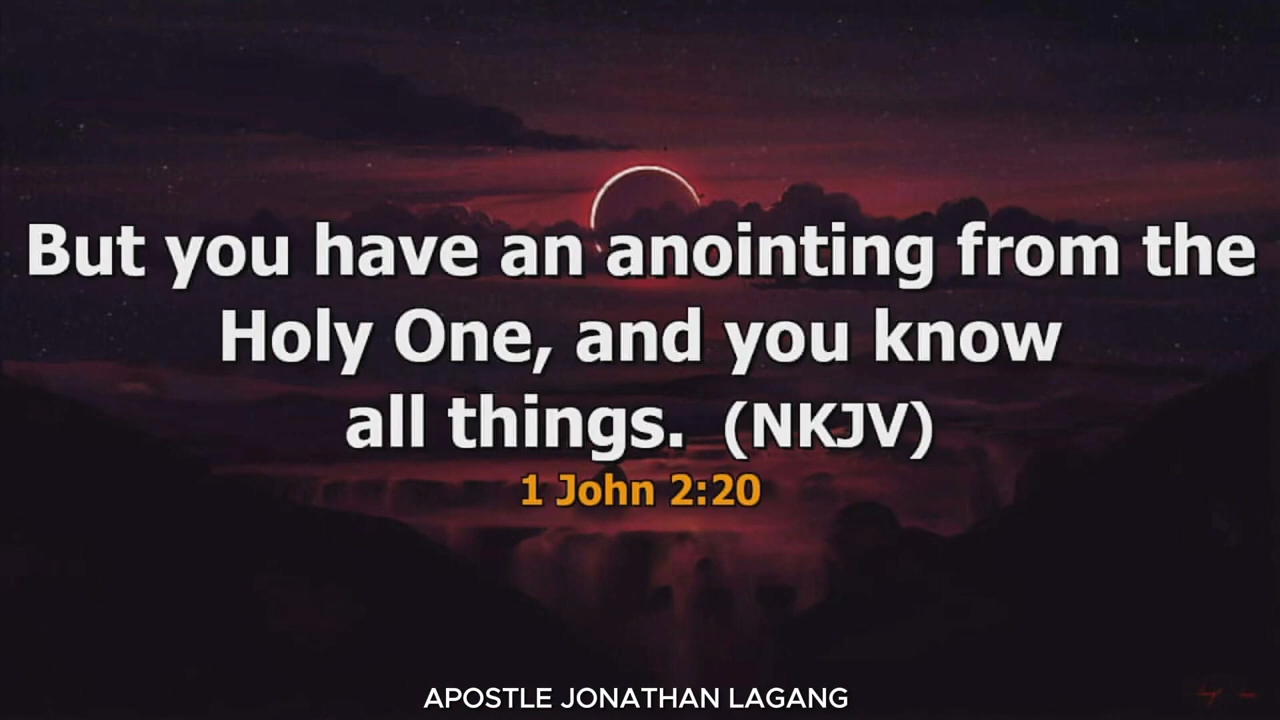 But you have an anointing from the
Holy One, and you know
all things. (NKJV)
1 John 2:20
APOSTLE JONATHAN LAGANG